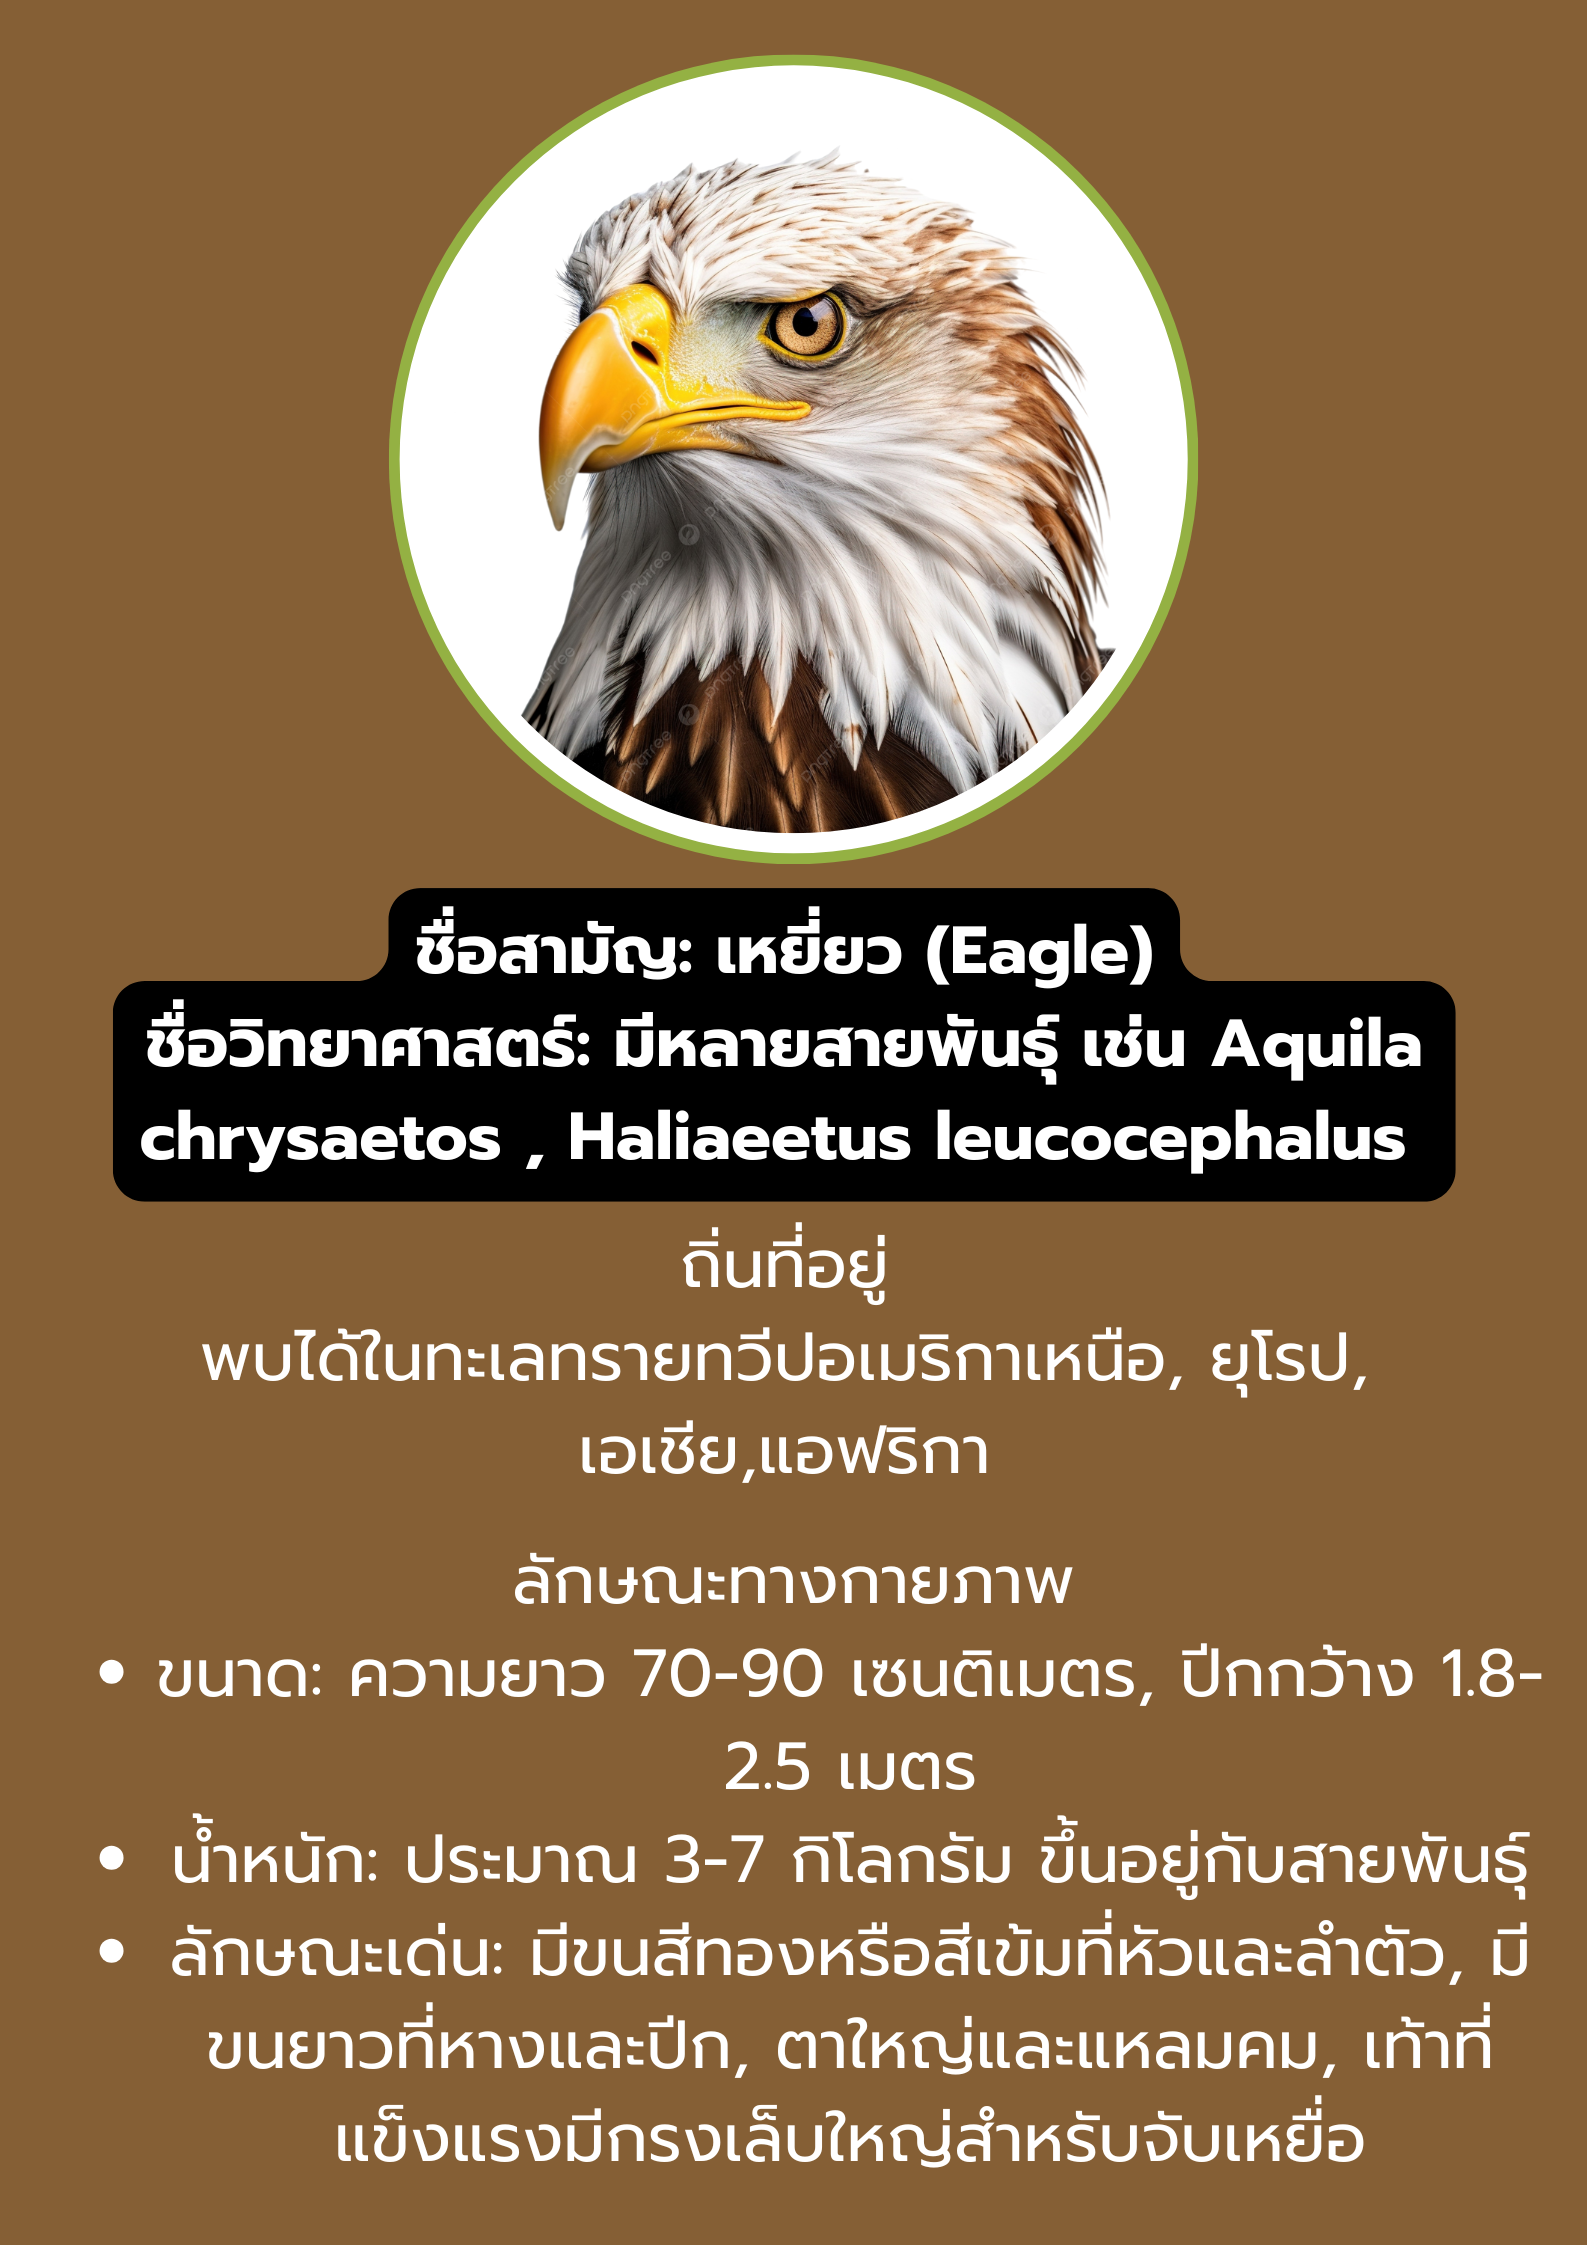 ชื่อสามัญ: เหยี่ยว (Eagle)
ชื่อวิทยาศาสตร์: มีหลายสายพันธุ์ เช่น Aquila
chrysaetos , Haliaeetus leucocephalus
ถิ่นที่อยู่
พบได้ในทะเลทรายทวีปอเมริกาเหนือ, ยุโรป,
เอเชีย,แอฟริกา
ลักษณะทางกายภาพ
• ขนาด: ความยาว 70-90 เซนติเมตร, ปีกกว้าง 1.8-
2.5 เมตร
• น้ำหนัก: ประมาณ 3-7 กิโลกรัม ขึ้นอยู่กับสายพันธุ์
• ลักษณะเด่น: มีขนสีทองหรือสีเข้มที่หัวและลำตัว, มี
ขนยาวที่หางและปีก, ตาใหญ่และแหลมคม, เท้าที่
แข็งแรงมีกรงเล็บใหญ่สำหรับจับเหยื่อ